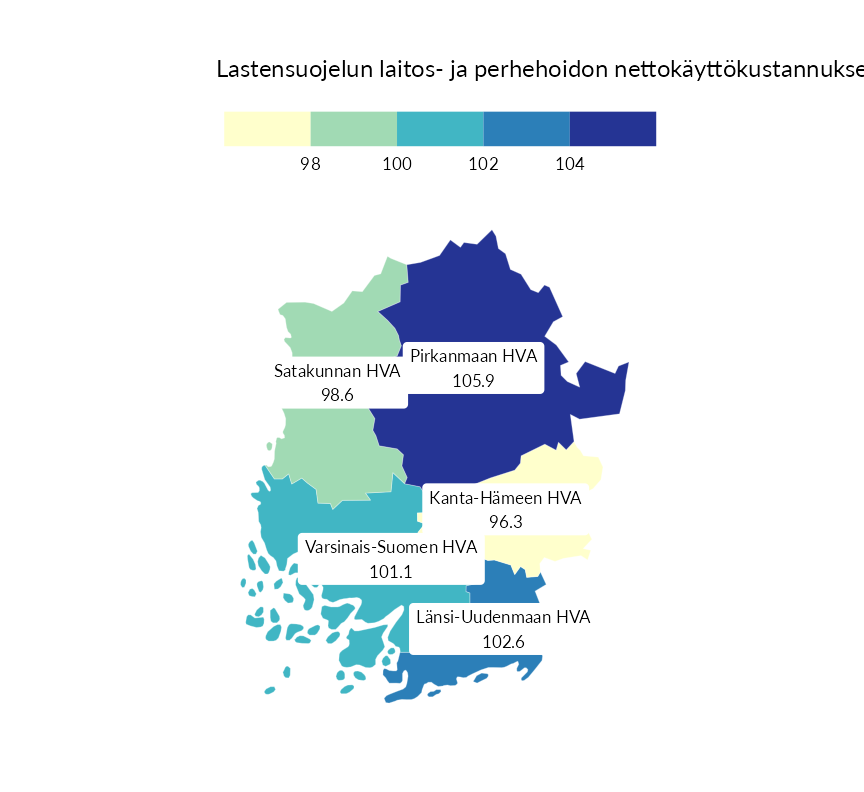 Lastensuojelun laitos- ja perhehoidon nettokäyttökustannukse
98 100 102 104
Pirkanmaan HVA
105.9
Satakunnan HVA
98.6
Kanta-Hämeen HVA
96.3
Varsinais-Suomen HVA
101.1
Länsi-Uudenmaan HVA
102.6